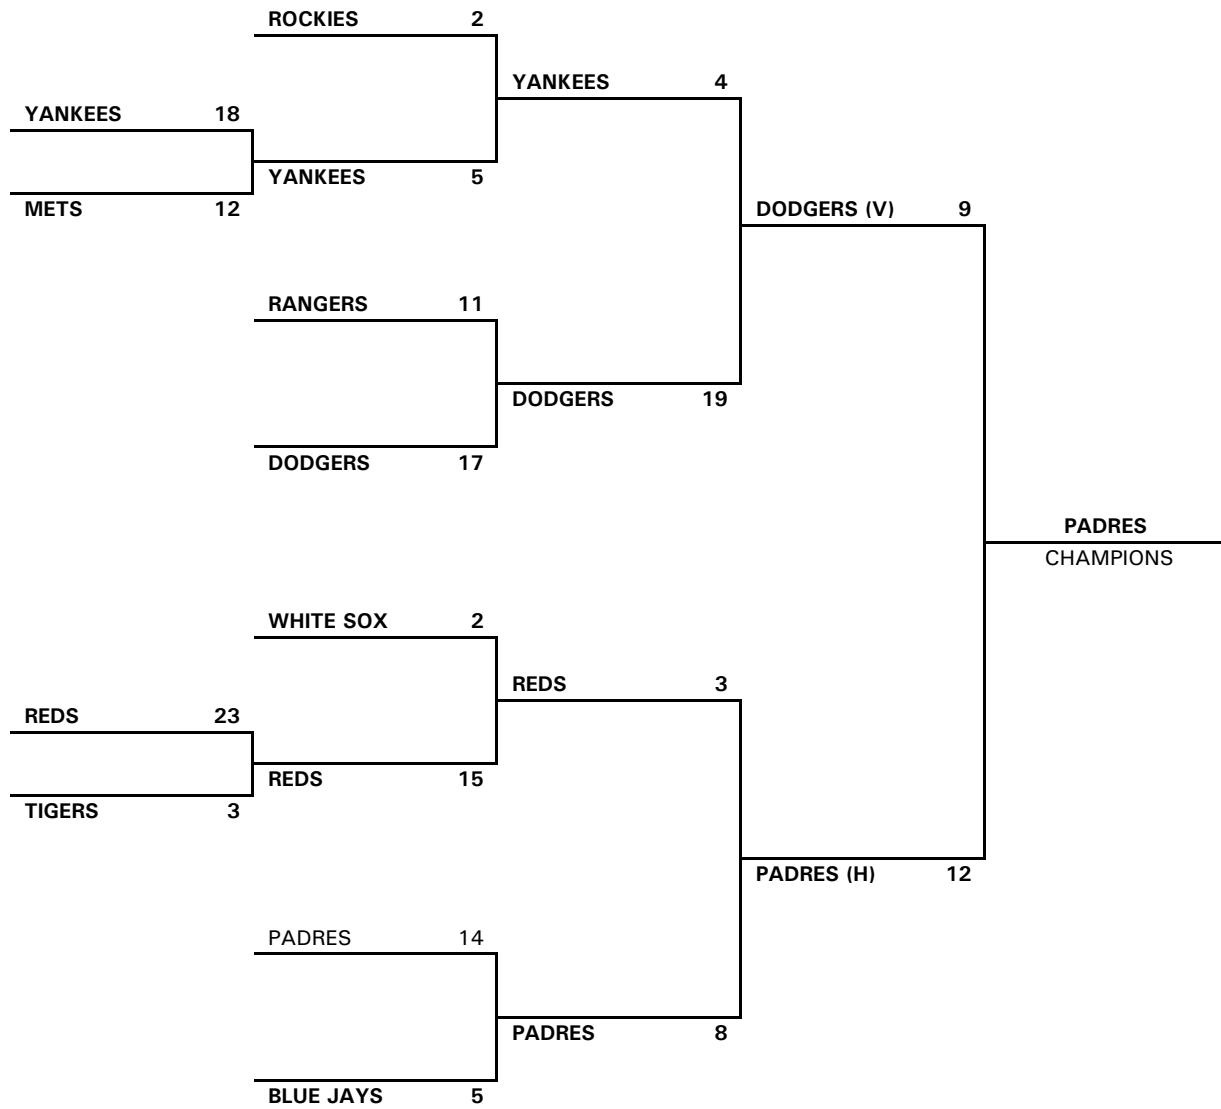 ROCKIES 2
YANKEES 4
YANKEES 18
YANKEES 5
METS 12
DODGERS (V) 9
RANGERS 11
DODGERS 19
DODGERS 17
PADRES
CHAMPIONS
WHITE SOX 2
REDS 3
REDS 23
REDS 15
TIGERS 3
PADRES (H) 12
PADRES 14
PADRES 8
BLUE JAYS 5